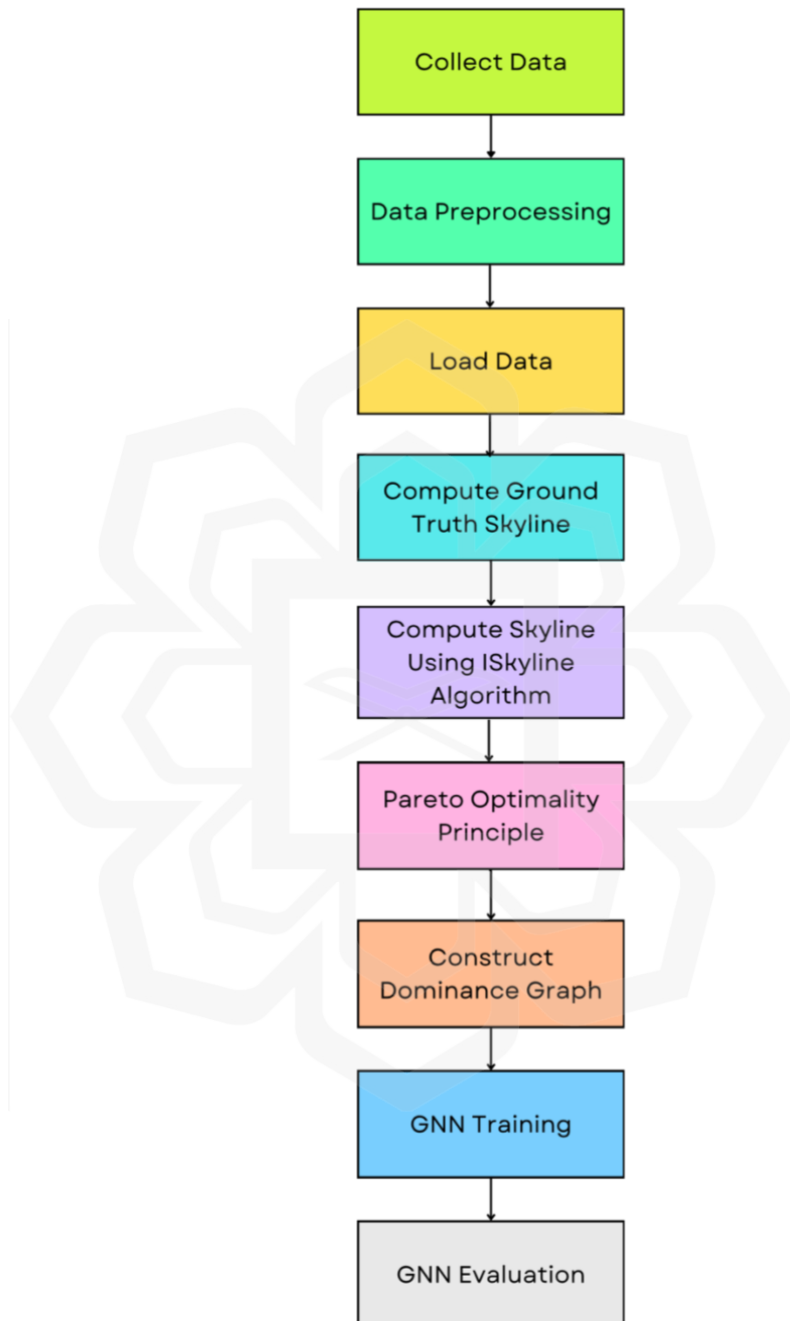 Collect Data
Data Preprocessing
Load Data
Compute Ground
Truth Skyline
Compute Skyline
Using ISkyline
Algorithm
Pareto Optimality
Principle
Construct
Dominance Graph
GNN Training
GNN Evaluation